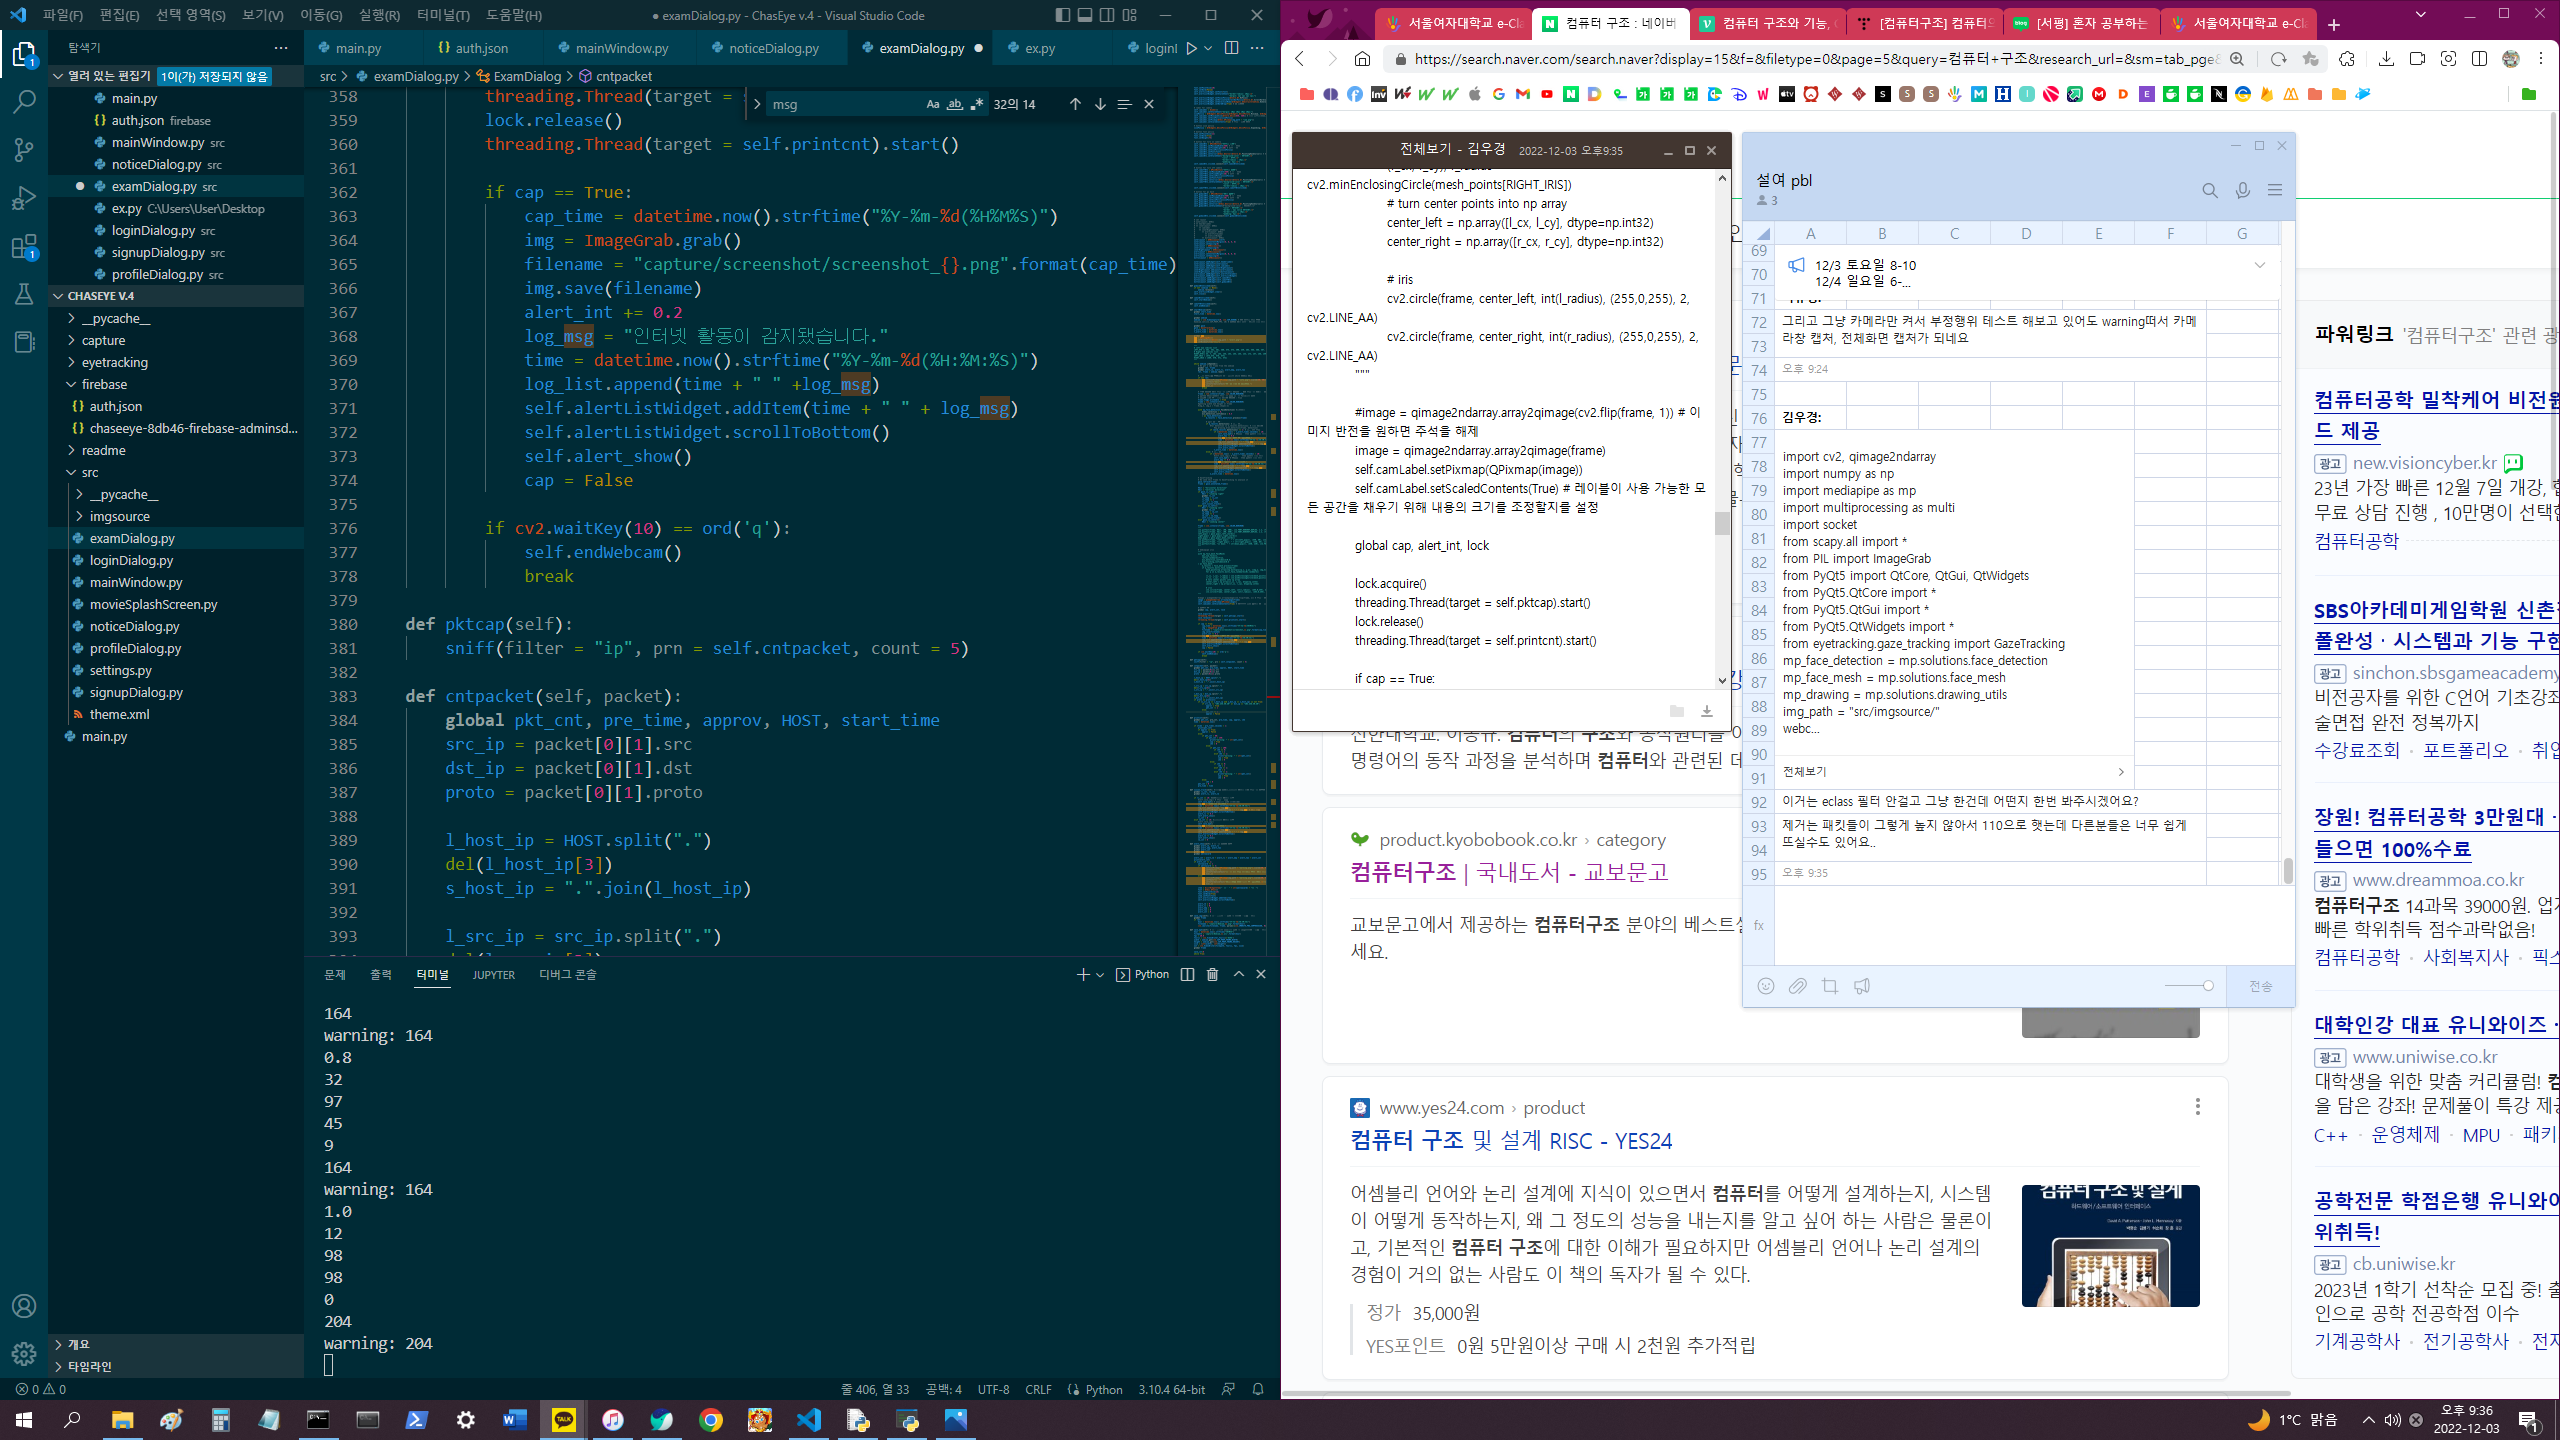 파일(F) 편집(E) 선택 영역(S) 보기(V) 이동(G) 실행(R) 터미널(T) 도움말(H)
● examDialog.py - ChasEye v.4 - Visual Studio Code
탐색기
main.py auth.json mainWindow.py noticeDialog.py examDialog.py ex.py loginI
src > examDialog.py > ExamDialog > cntpacket
열려 있는 편집기 1이(가) 저장되지 않음
main.py
auth.json firebase
mainWindow.py src
noticeDialog.py src
examDialog.py src
ex.py C:\Users\User\Desktop
loginDialog.py src
signupDialog.py src
profileDialog.py src
CHASEYE V.4
__pycache__
capture
eyetracking
firebase
auth.json
chaseeye-8db46-firebase-adminsd...
readme
src
__pycache__
imgsource
examDialog.py
loginDialog.py
mainWindow.py
movieSplashScreen.py
noticeDialog.py
profileDialog.py
settings.py
signupDialog.py
theme.xml
main.py
개요
타임라인
msg Aa ab 32의 14
358 threading.Thread(target =
359 lock.release()
360 threading.Thread(target = self.printcnt).start()
361
362 if cap == True:
363 cap_time = datetime.now().strftime("%Y-%m-%d(%H%M%S)")
364 img = ImageGrab.grab()
365 filename = "capture/screenshot/screenshot_{}.png".format(cap_time)
366 img.save(filename)
367 alert_int += 0.2
368 log_msg = "인터넷 활동이 감지됐습니다."
369 time = datetime.now().strftime("%Y-%m-%d(%H:%M:%S)")
370 log_list.append(time + " " +log_msg)
371 self.alertListWidget.addItem(time + " " + log_msg)
372 self.alertListWidget.scrollToBottom()
373 self.alert_show()
374 cap = False
375
376 if cv2.waitKey(10) == ord('q'):
377 self.endWebcam()
378 break
379
380 def pktcap(self):
381 sniff(filter = "ip", prn = self.cntpacket, count = 5)
382
383 def cntpacket(self, packet):
384 global pkt_cnt, pre_time, approv, HOST, start_time
385 src_ip = packet[0][1].src
386 dst_ip = packet[0][1].dst
387 proto = packet[0][1].proto
388
389 l_host_ip = HOST.split(".")
390 del(l_host_ip[3])
391 s_host_ip = ".".join(l_host_ip)
392
393 l_src_ip = src_ip.split(".")
문제 출력 터미널 JUPYTER 디버그 콘솔
Python
164
warning: 164
0.8
32
97
45
9
164
warning: 164
1.0
12
98
98
0
204
warning: 204
0 0 줄 406, 열 33 공백: 4 UTF-8 CRLF Python 3.10.4 64-bit
서울여자대학교 e-Cl
컴퓨터 구조 : 네이버
컴퓨터 구조와 기능,
[컴퓨터구조] 컴퓨터의
[서평] 혼자 공부하는
서울여자대학교 e-Cl
https://search.naver.com/search.naver?display=15&f=&filetype=0&page=5&query=컴퓨터+구조&research_url=&sm=tab_pge&
전체보기 - 김우경 2022-12-03 오후9:35
cv2.minEnclosingCircle(mesh_points[RIGHT_IRIS])
# turn center points into np array
center_left = np.array([l_cx, l_cy], dtype=np.int32)
center_right = np.array([r_cx, r_cy], dtype=np.int32)
# iris
cv2.circle(frame, center_left, int(l_radius), (255,0,255), 2,
cv2.LINE_AA)
cv2.circle(frame, center_right, int(r_radius), (255,0,255), 2,
cv2.LINE_AA)
"""
#image = qimage2ndarray.array2qimage(cv2.flip(frame, 1)) # 이
미지 반전을 원하면 주석을 해제
image = qimage2ndarray.array2qimage(frame)
self.camLabel.setPixmap(QPixmap(image))
self.camLabel.setScaledContents(True) # 레이블이 사용 가능한 모
든 공간을 채우기 위해 내용의 크기를 조정할지를 설정
global cap, alert_int, lock
lock.acquire()
threading.Thread(target = self.pktcap).start()
lock.release()
threading.Thread(target = self.printcnt).start()
if cap == True:
설여 pbl
3
A B C D E F G
69
70
71
72
73
74
75
76
77
78
79
80
81
82
83
84
85
86
87
88
89
90
91
92
93
94
95
12/3 토요일 8-10
12/4 일요일 6-...
그리고 그냥 카메라만 켜서 부정행위 테스트 해보고 있어도 warning떠서 카메
라창 캡처, 전체화면 캡처가 되네요
오후 9:24
김우경:
import cv2, qimage2ndarray
import numpy as np
import mediapipe as mp
import multiprocessing as multi
import socket
from scapy.all import *
from PIL import ImageGrab
from PyQt5 import QtCore, QtGui, QtWidgets
from PyQt5.QtCore import *
from PyQt5.QtGui import *
from PyQt5.QtWidgets import *
from eyetracking.gaze_tracking import GazeTracking
mp_face_detection = mp.solutions.face_detection
mp_face_mesh = mp.solutions.face_mesh
mp_drawing = mp.solutions.drawing_utils
img_path = "src/imgsource/"
webc...
전체보기
이거는 eclass 필터 안걸고 그냥 한건데 어떤지 한번 봐주시겠어요?
제거는 패킷들이 그렇게 높지 않아서 110으로 햇는데 다른분들은 너무 쉽게
뜨실수도 있어요..
오후 9:35
fx
전송
명령어의 동작 과정을 분석하며 컴퓨터와 관련된 데
product.kyobobook.co.kr › category
컴퓨터구조 | 국내도서 - 교보문고
교보문고에서 제공하는 컴퓨터구조 분야의 베스트
세요.
www.yes24.com › product
컴퓨터 구조 및 설계 RISC - YES24
어셈블리 언어와 논리 설계에 지식이 있으면서 컴퓨터를 어떻게 설계하는지, 시스템
이 어떻게 동작하는지, 왜 그 정도의 성능을 내는지를 알고 싶어 하는 사람은 물론이
고, 기본적인 컴퓨터 구조에 대한 이해가 필요하지만 어셈블리 언어나 논리 설계의
경험이 거의 없는 사람도 이 책의 독자가 될 수 있다.
정가 35,000원
YES포인트 0원 5만원이상 구매 시 2천원 추가적립
컴퓨터 구조 및 설계
파워링크 '컴퓨터구조' 관련 광
컴퓨터공학 밀착케어 비전원
드 제공
광고 new.visioncyber.kr
23년 가장 빠른 12월 7일 개강,
무료 상담 진행 , 10만명이 선택한
컴퓨터공학
SBS아카데미게임학원 신촌
폴완성 · 시스템과 기능 구현
광고 sinchon.sbsgameacademy
비전공자를 위한 C언어 기초강좌
술면접 완전 정복까지
수강료조회 · 포트폴리오 · 취업
장원! 컴퓨터공학 3만원대 ·
들으면 100%수료
광고 www.dreammoa.co.kr
컴퓨터구조 14과목 39000원. 업계
빠른 학위취득 점수과락없음!
컴퓨터공학 · 사회복지사 · 픽스
대학인강 대표 유니와이즈 ·
광고 www.uniwise.co.kr
대학생을 위한 맞춤 커리큘럼! 컴
을 담은 강좌! 문제풀이 특강 제공
C++ · 운영체제 · MPU · 패키
공학전문 학점은행 유니와이
위취득!
광고 cb.uniwise.kr
2023년 1학기 선착순 모집 중! 출
인으로 공학 전공학점 이수
기계공학사 · 전기공학사 · 전자
1°C 맑음
오후 9:36
2022-12-03